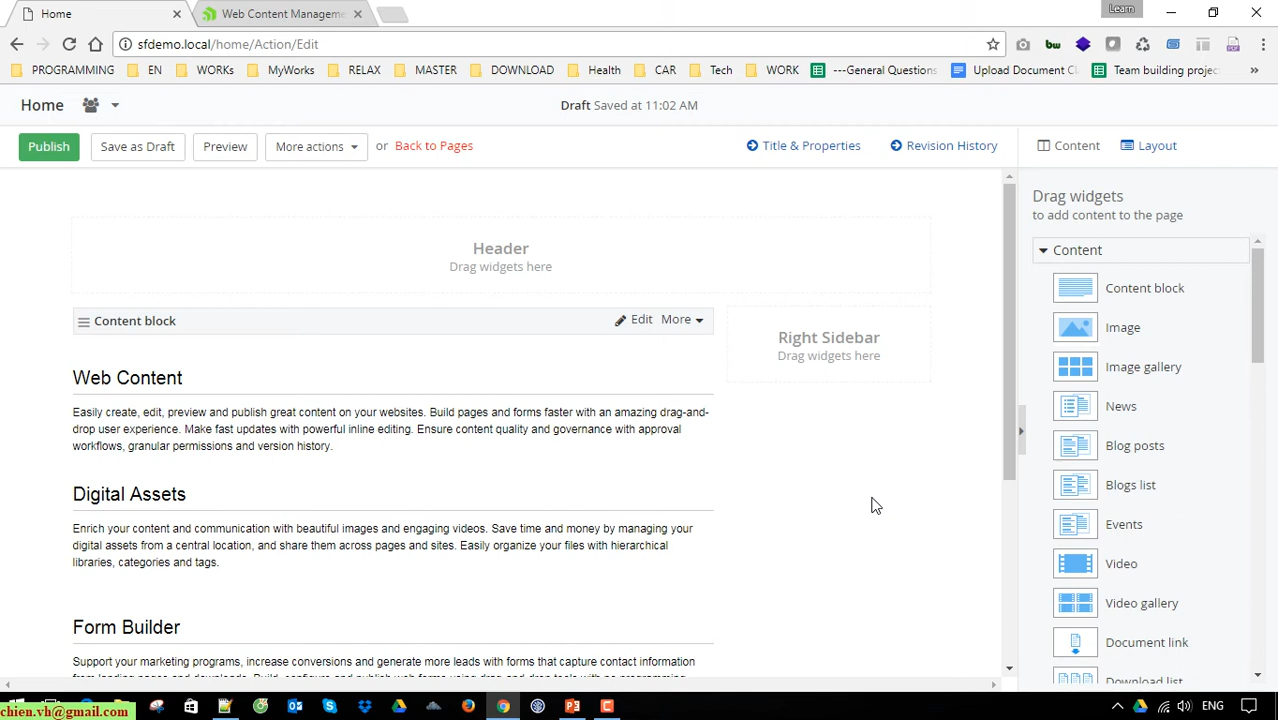 Home
Web Content Manageme
Learn
sfdemo.local/home/Action/Edit
PROGRAMMING EN WORKs MyWorks RELAX MASTER DOWNLOAD Health CAR Tech WORK ---General Questions Upload Document Cl Team building projec
Home
Draft Saved at 11:02 AM
Publish Save as Draft Preview More actions or Back to Pages Title & Properties Revision History Content Layout
Drag widgets
to add content to the page
Content
Content block
Image
Image gallery
News
Blog posts
Blogs list
Events
Video
Video gallery
Document link
Download list
Header
Drag widgets here
Content block Edit More
Right Sidebar
Drag widgets here
Web Content
Easily create, edit, preview and publish great content on your websites. Build pages and forms faster with an amazing drag-and-
drop user experience. Make fast updates with powerful inline editing. Ensure content quality and governance with approval
workflows, granular permissions and version history.
Digital Assets
Enrich your content and communication with beautiful images and engaging videos. Save time and money by managing your
digital assets from a central location, and share them across pages and sites. Easily organize your files with hierarchical
libraries, categories and tags.
Form Builder
Support your marketing programs, increase conversions and generate more leads with forms that capture contact information
chien.vh@gmail.com
ENG